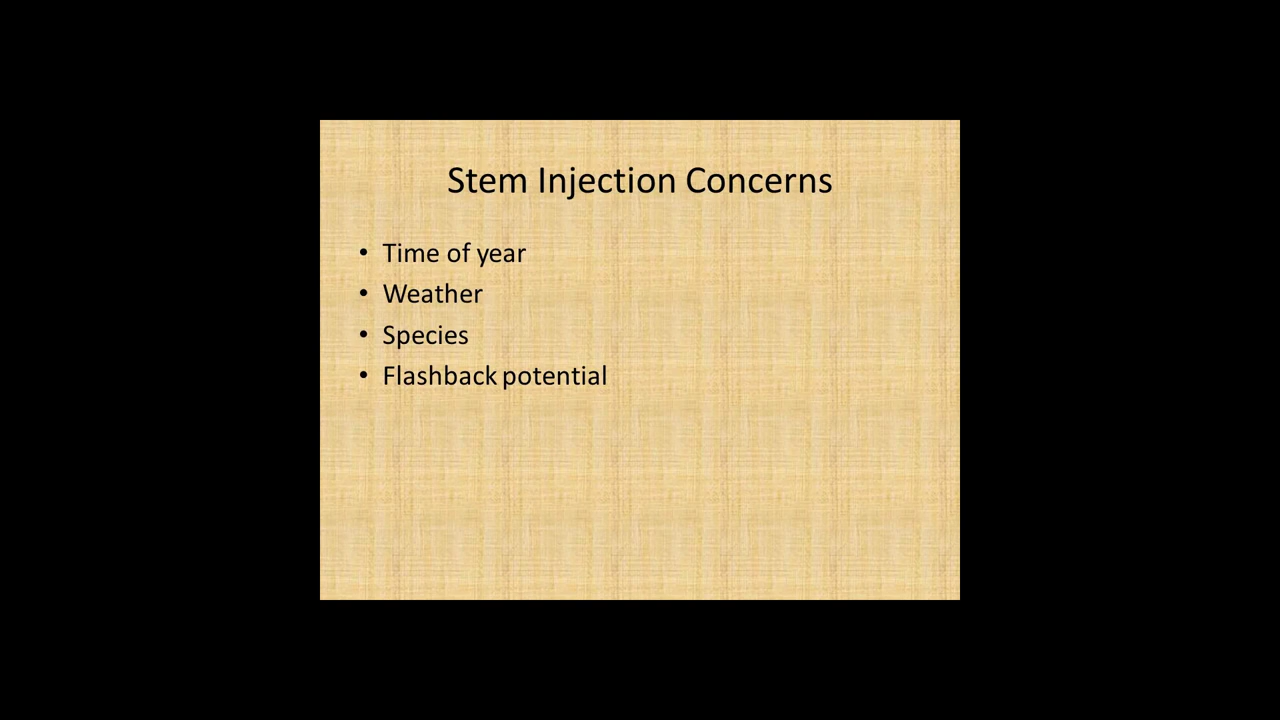 Stem Injection Concerns
• Time of year
• Weather
• Species
• Flashback potential